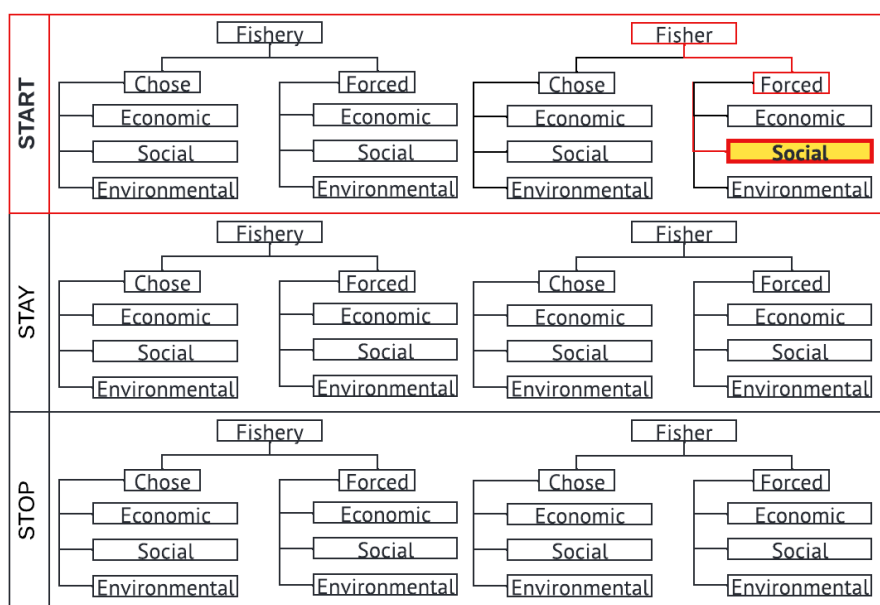 START
Fishery Fisher
Chose Forced Chose Forced
Economic Economic Economic Economic
Social Social Social Social
Environmental Environmental Environmental Environmental
STAY
Fishery Fisher
Chose Forced Chose Forced
Economic Economic Economic Economic
Social Social Social Social
Environmental Environmental Environmental Environmental
STOP
Fishery Fisher
Chose Forced Chose Forced
Economic Economic Economic Economic
Social Social Social Social
Environmental Environmental Environmental Environmental